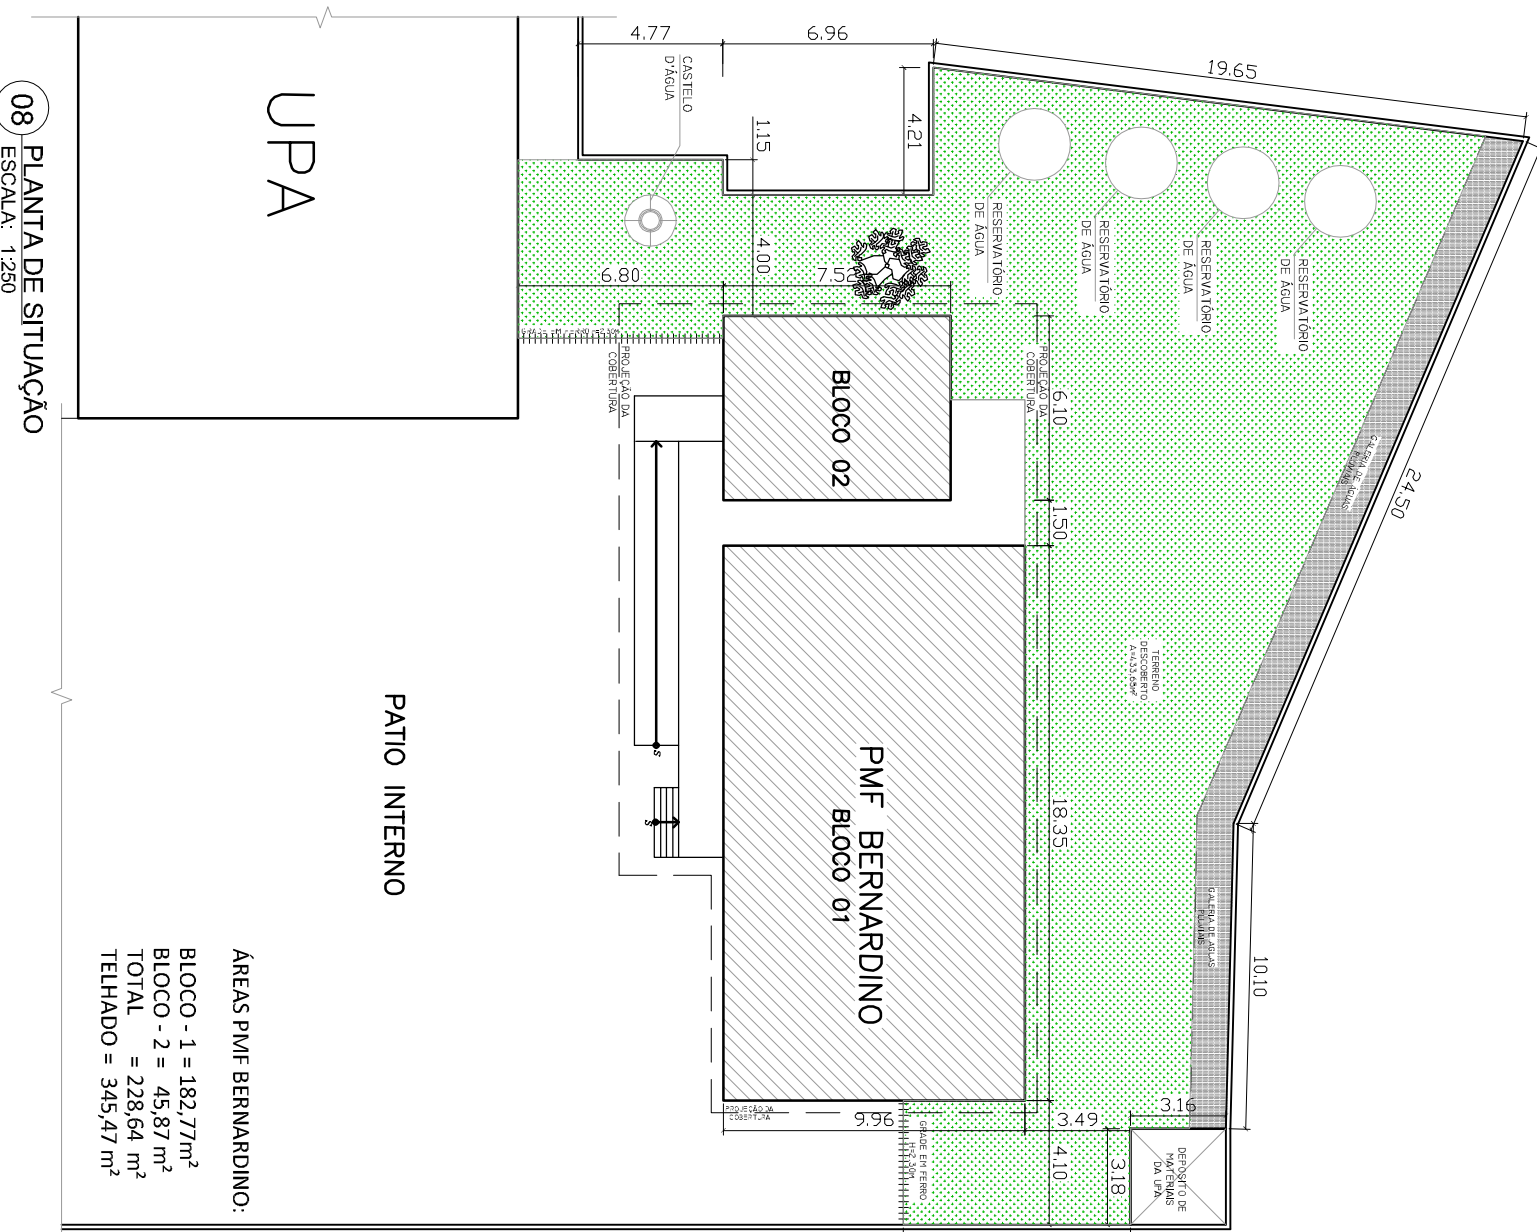 4.77
6.96
19.65
CASTELO
D'ÁGUA
1.15
4.21
4.00
6.80
7.52
RESERVATÓRIO
DE ÁGUA
RESERVATÓRIO
DE ÁGUA
RESERVATÓRIO
DE ÁGUA
RESERVATÓRIO
DE ÁGUA
UPA
08
PLANTA DE SITUAÇÃO
ESCALA: 1:250
PROJEÇÃO DA
COBERTURA
PROJEÇÃO DA
COBERTURA
BLOCO 02
6.10
1.50
24.50
GALERIA DE ÁGUAS
PLUVIAIS
TERRENO
DESCOBERTO
S
S
PMF BERNARDINO
BLOCO 01
18.35
PATIO INTERNO
10.10
GALERIA DE ÁGUAS
PLUVIAIS
PROJEÇÃO DA
COBERTURA
9.96
3.49
3.16
4.10
3.18
GRADE EM FERRO
H=2,30m
DEPÓSITO DE
MATERIAIS
DA UPA
ÁREAS PMF BERNARDINO:
BLOCO - 1 = 182,77m²
BLOCO - 2 = 45,87 m²
TOTAL = 228,64 m²
TELHADO = 345,47 m²